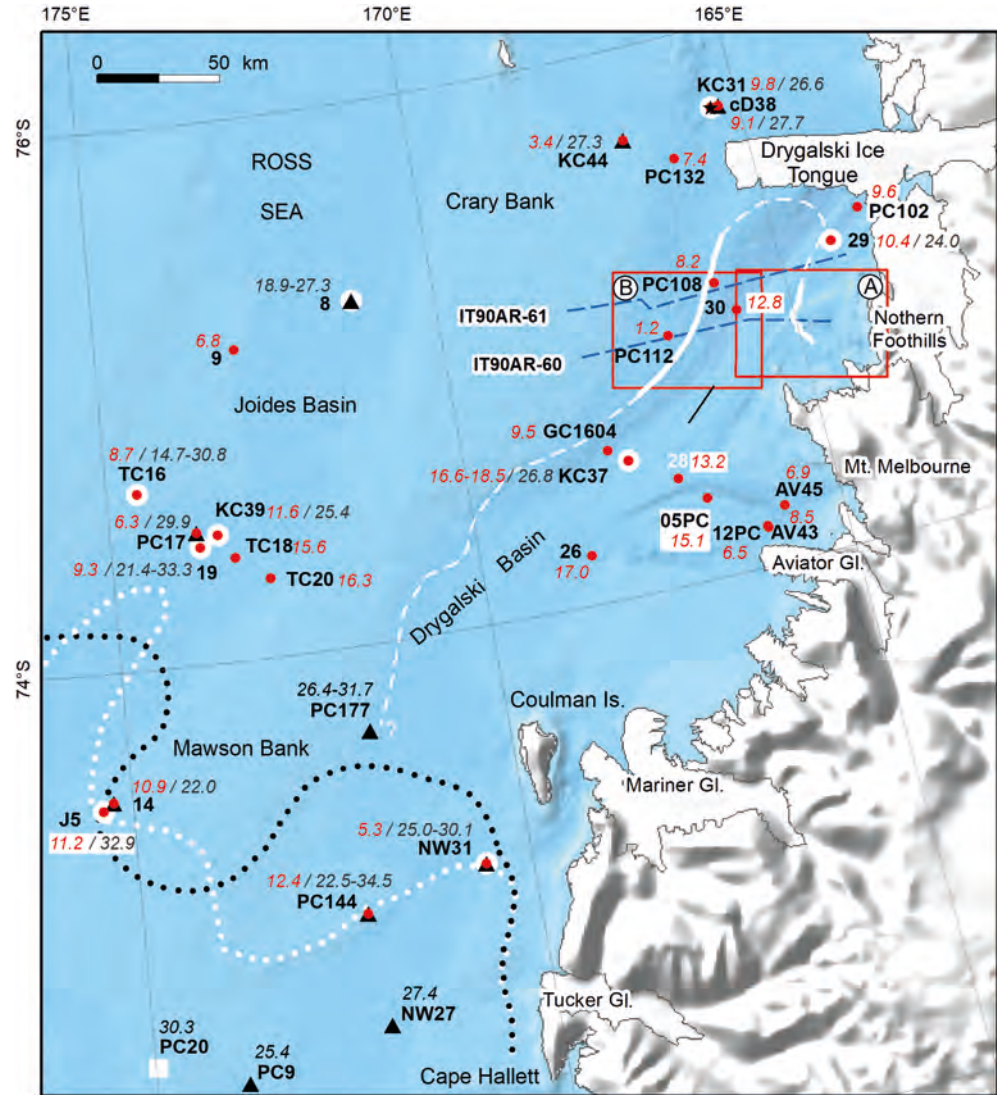 175°E
170°E
165°E
0 50 km
KC31 9.8 / 26.6
cD38
9.1 / 27.7
76°S
3.4 / 27.3
KC44
7.4
PC132
Drygalski Ice
Tongue
ROSS
SEA
Crary Bank
9.6
PC102
29 10.4 / 24.0
18.9-27.3
8
8.2
PC108
B
A
30 12.8
IT90AR-61
1.2
PC112
Nothern
Foothills
6.8
9
IT90AR-60
Joides Basin
9.5 GC1604
8.7 / 14.7-30.8
TC16
16.6-18.5 / 26.8 KC37
28 13.2
Mt. Melbourne
6.9
AV45
6.3 / 29.9
PC17
KC39 11.6 / 25.4
05PC
15.1
8.5
12PC AV43
6.5
TC18 15.6
9.3 / 21.4-33.3
19
TC20 16.3
26
17.0
Aviator Gl.
Drygalski Basin
74°S
26.4-31.7
PC177
Coulman Is.
Mawson Bank
Mariner Gl.
10.9 / 22.0
14
J5
11.2 / 32.9
5.3 / 25.0-30.1
NW31
12.4 / 22.5-34.5
PC144
27.4
NW27
Tucker Gl.
30.3
PC20
25.4
PC9
Cape Hallett